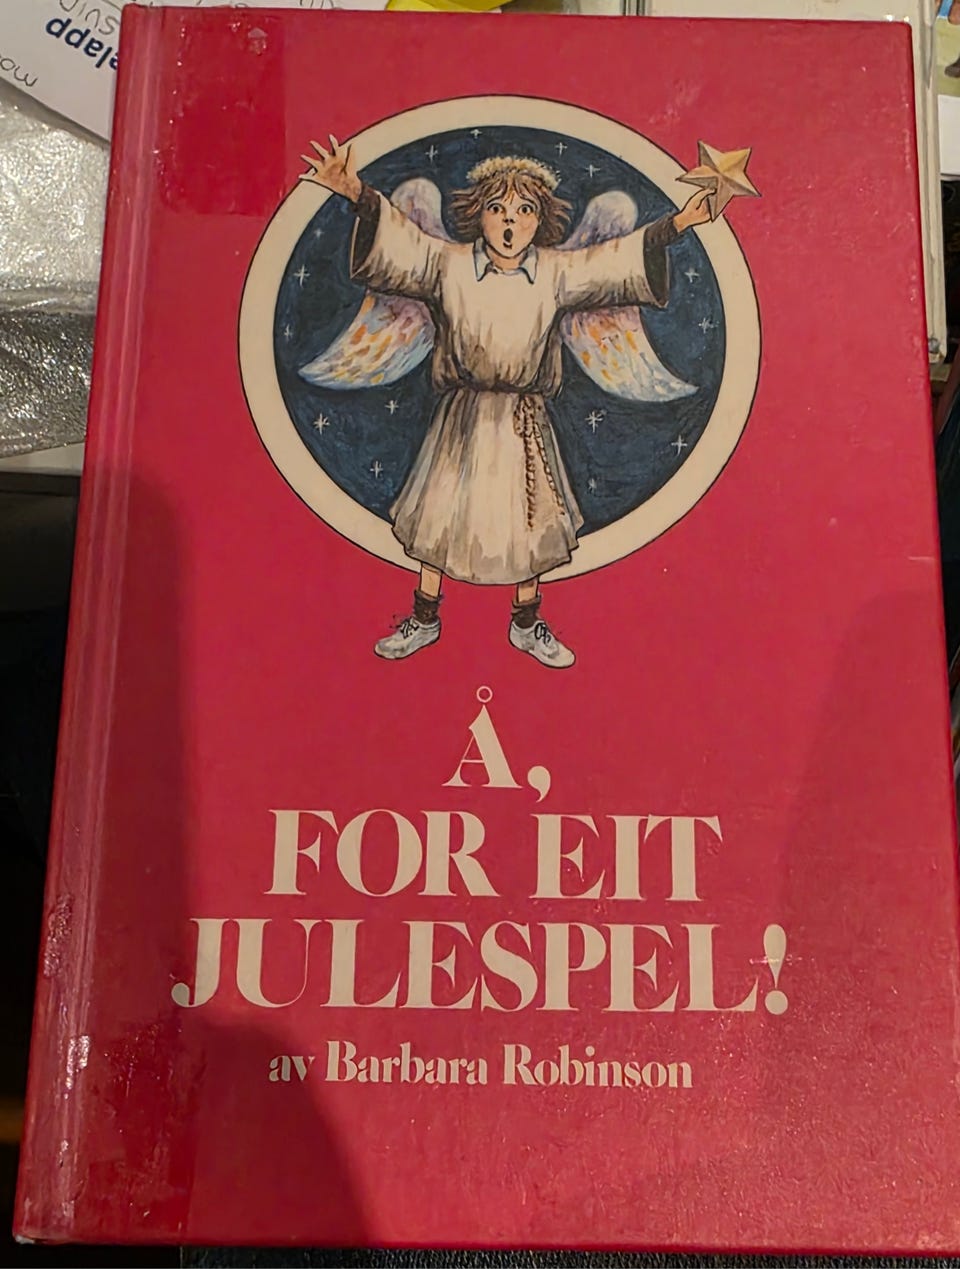 Å,
FOR EIT
JULESPEL!
av Barbara Robinson